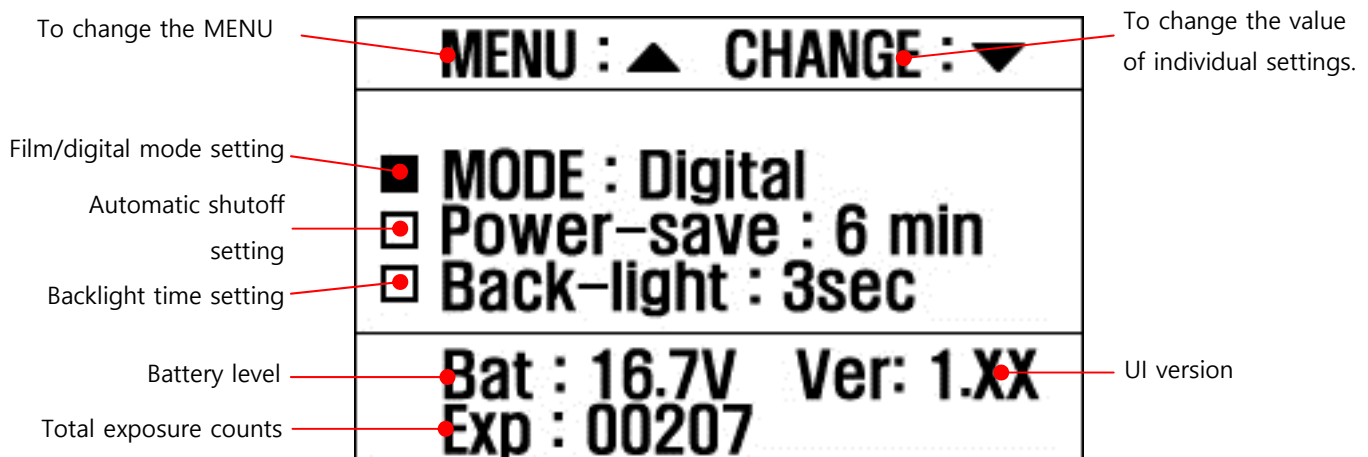 To change the MENU
MENU : ▲ CHANGE : ▼
To change the value
of individual settings.
Film/digital mode setting
■ MODE : Digital
Automatic shutoff
setting
□ Power-save : 6 min
Backlight time setting
□ Back-light : 3sec
Battery level
Bat : 16.7V Ver: 1.XX
UI version
Total exposure counts
Exp : 00207